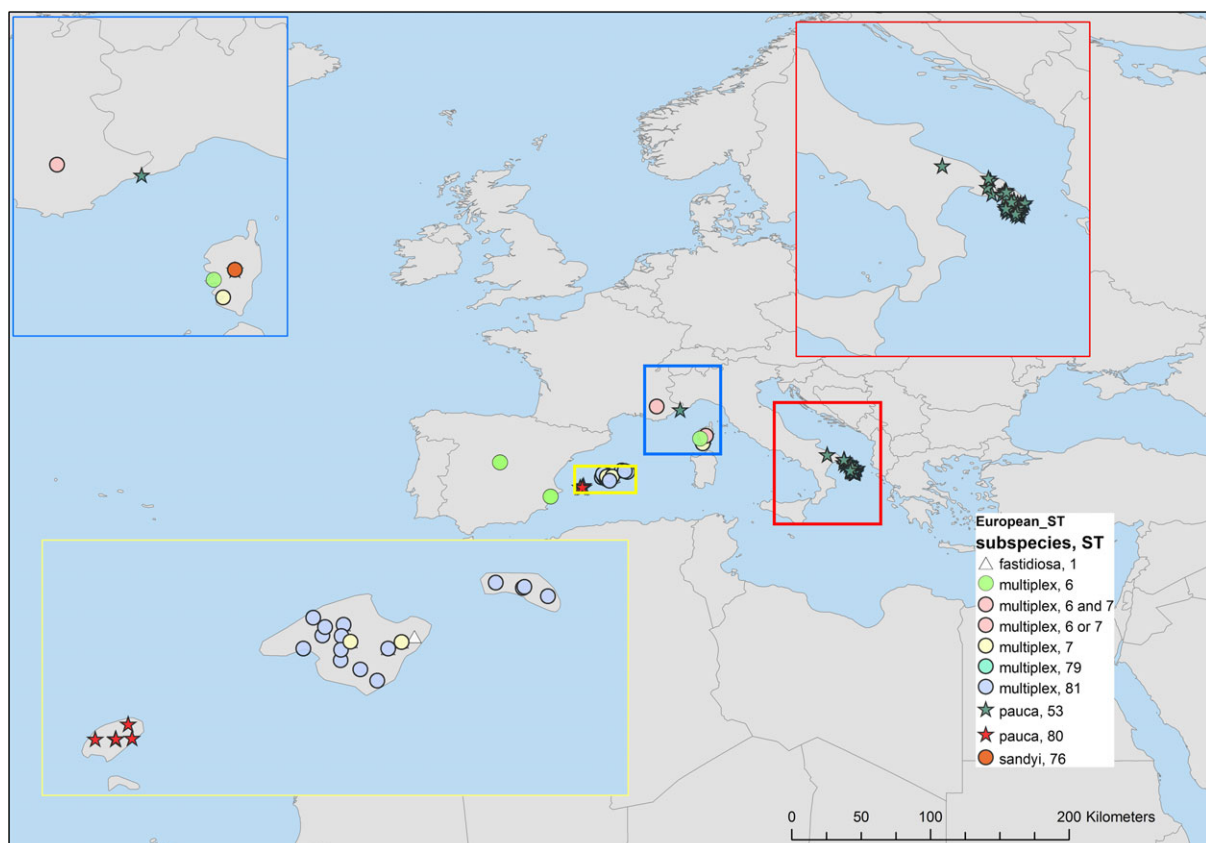 European_ST
subspecies, ST
fastidiosa, 1
multiplex, 6
multiplex, 6 and 7
multiplex, 6 or 7
multiplex, 7
multiplex, 79
multiplex, 81
pauca, 53
pauca, 80
sandyi, 76
0 50 100 200 Kilometers